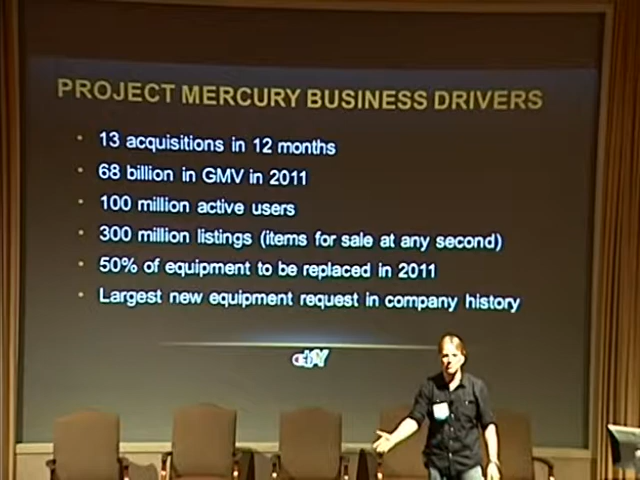 PROJECT MERCURY BUSINESS DRIVERS
• 13 acquisitions in 12 months
• 68 billion in GMV in 2011
• 100 million active users
• 300 million listings (items for sale at any second)
• 50% of equipment to be replaced in 2011
• Largest new equipment request in company history
ebY